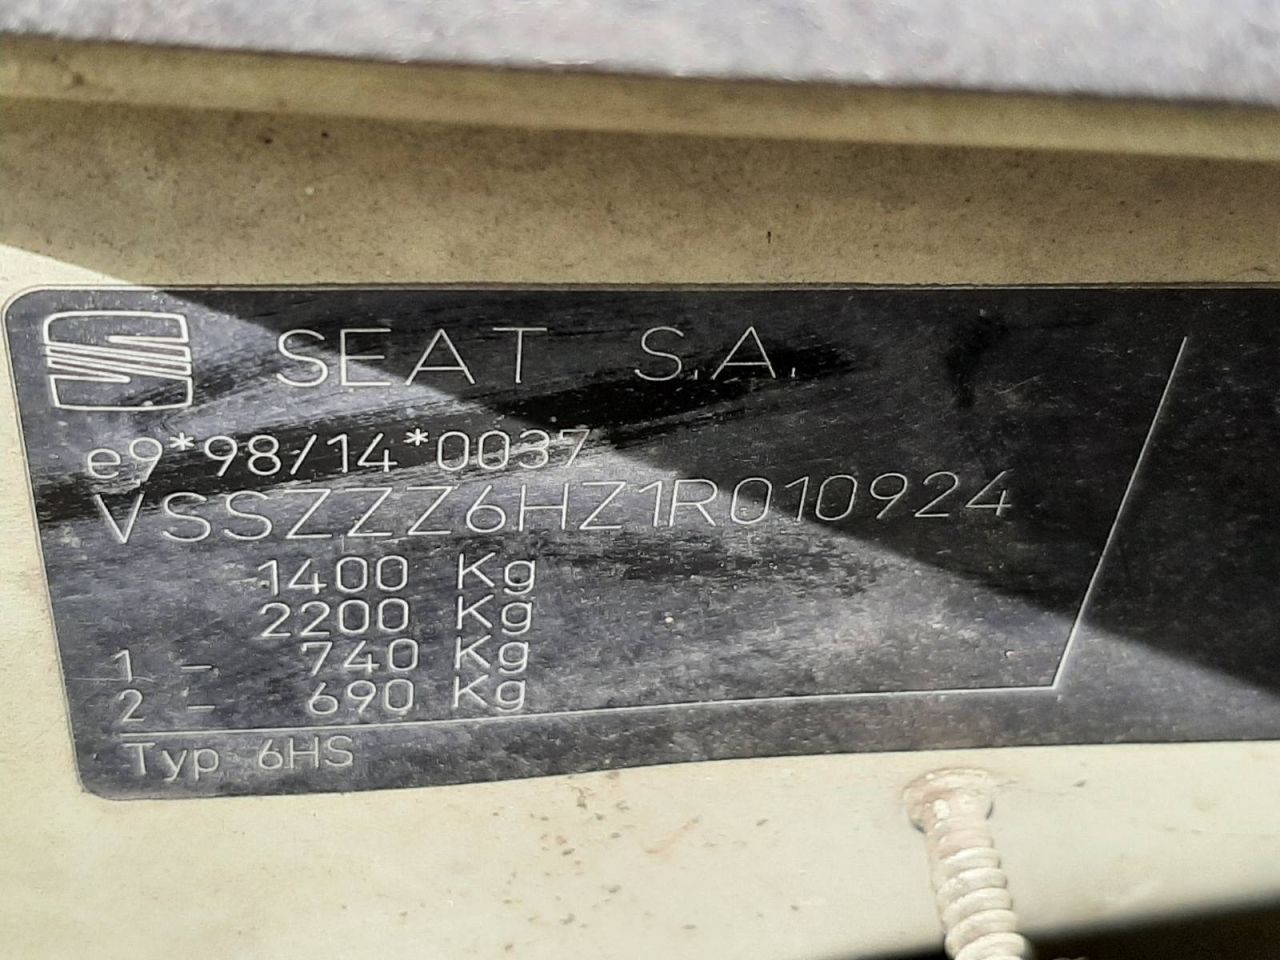 SEAT S.A.
e9*98/14*0037
VSSZZZ6HZ1R010924
1400 Kg
2200 Kg
1 - 740 Kg
2 - 690 Kg
Typ 6HS